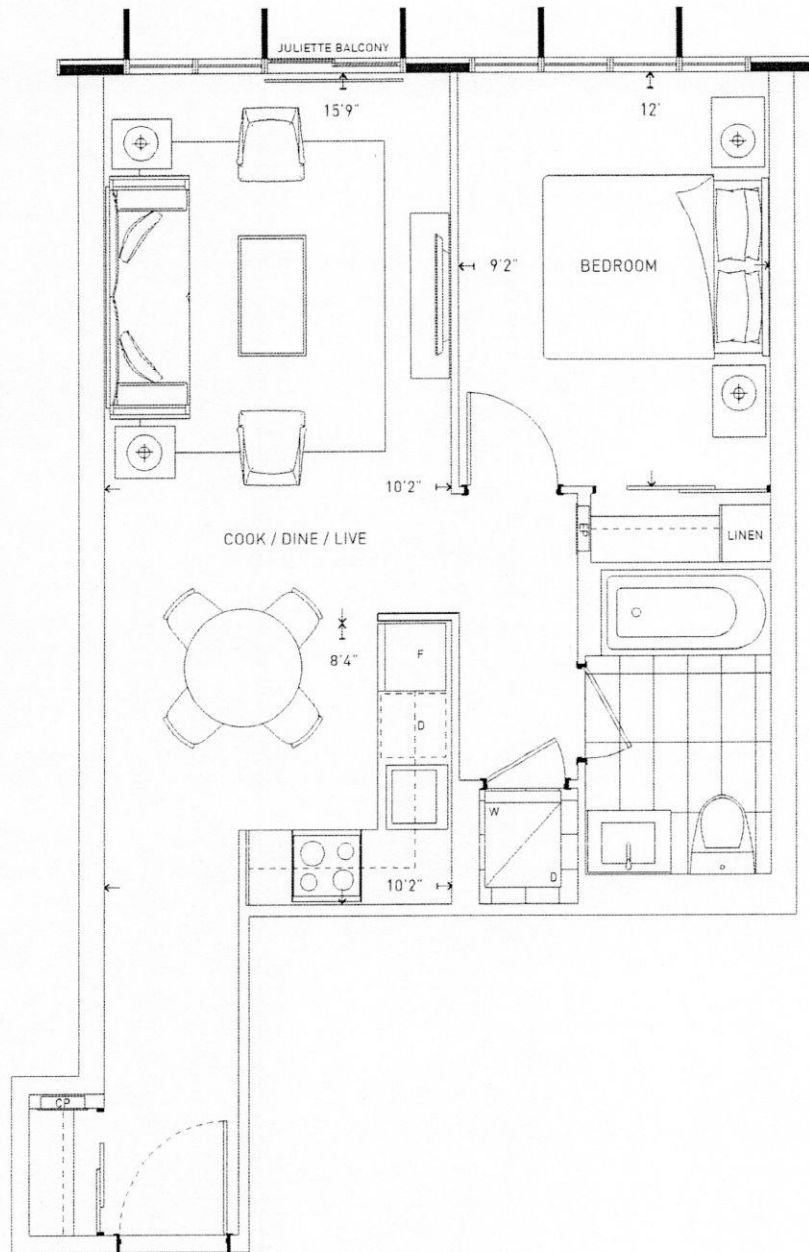 JULIETTE BALCONY
15'9"
12'
9'2"
BEDROOM
10'2"
COOK / DINE / LIVE
EP
LINEN
8'4"
F
D
W
D
10'2"
CP